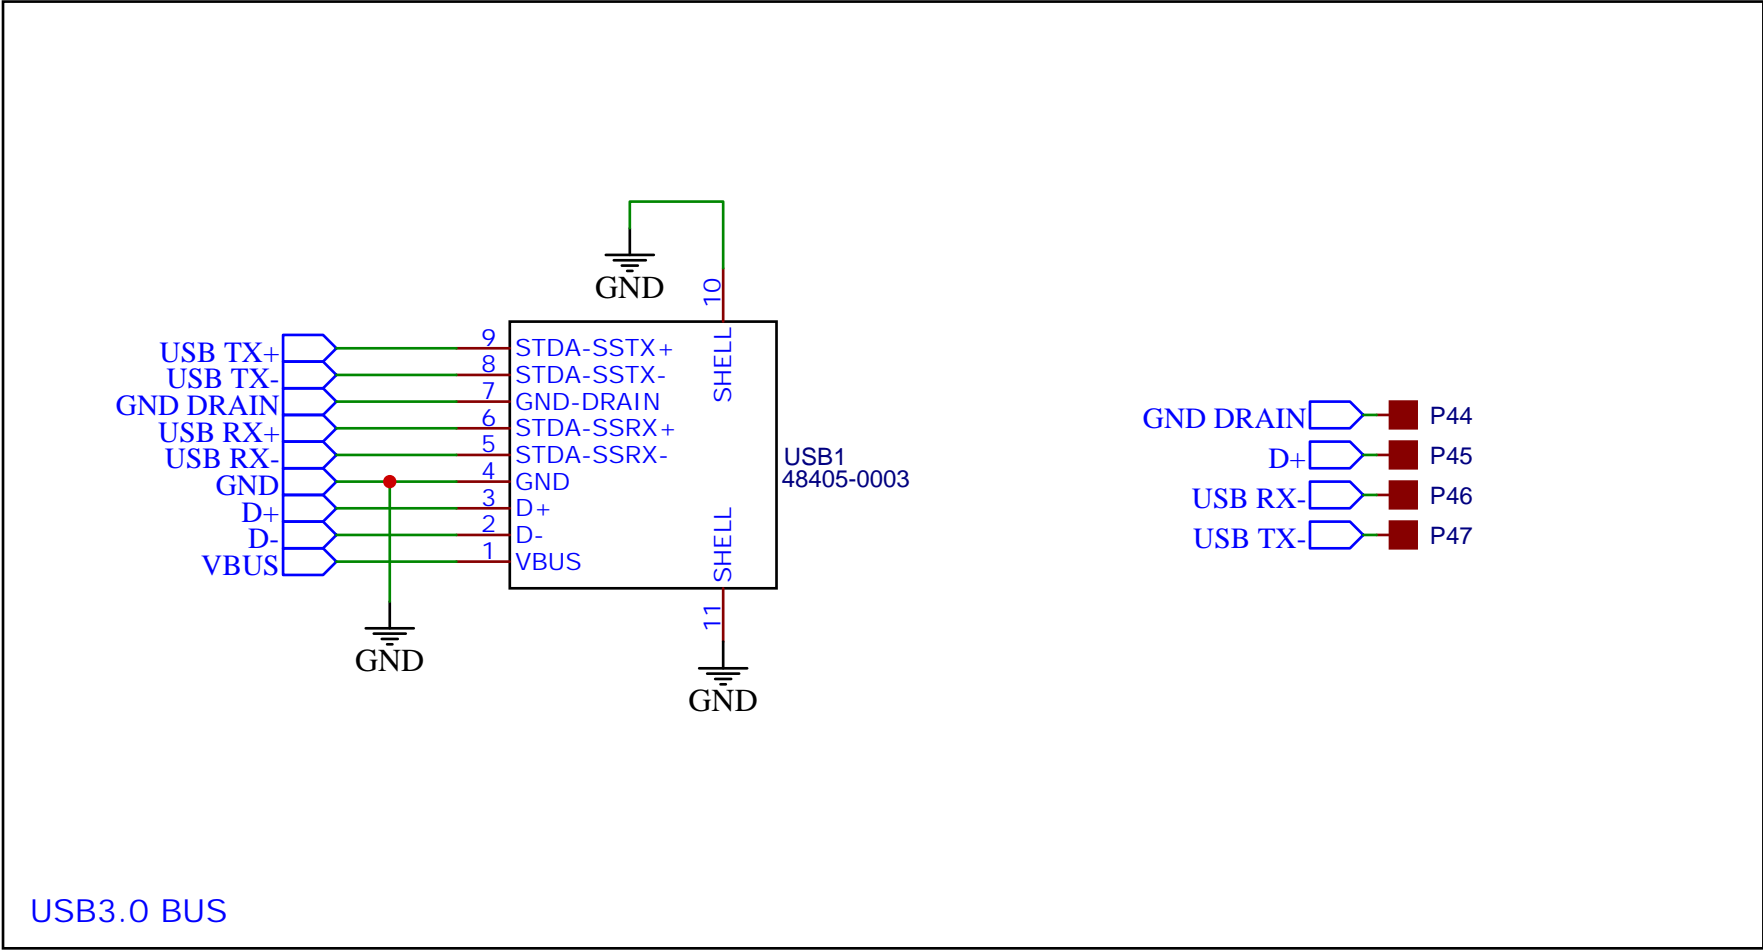 GND
10
USB TX+ 9 STDA-SSTX+
USB TX- 8 STDA-SSTX-
GND DRAIN 7 GND-DRAIN
USB RX+ 6 STDA-SSRX+
USB RX- 5 STDA-SSRX-
GND 4 GND
D+ 3 D+
D- 2 D-
VBUS 1 VBUS
SHELL
SHELL
USB1
48405-0003
11
GND
GND
GND DRAIN P44
D+ P45
USB RX- P46
USB TX- P47
USB3.0 BUS